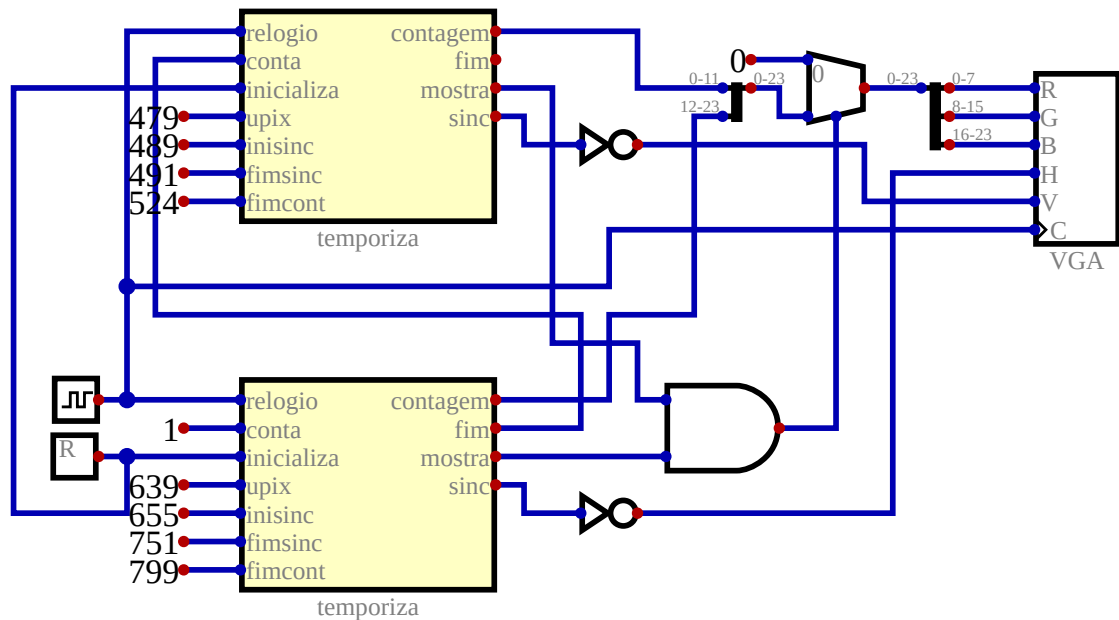 relogio contagem
conta fim
inicializa mostra
479 upix sinc
489 inisinc
491 fimsinc
524 fimcont
temporiza
0-11
12-23
0
0-23
0
0-23
0-7
8-15
16-23
R
G
B
H
V
C
VGA
relogio contagem
1 conta fim
R inicializa mostra
639 upix sinc
655 inisinc
751 fimsinc
799 fimcont
temporiza